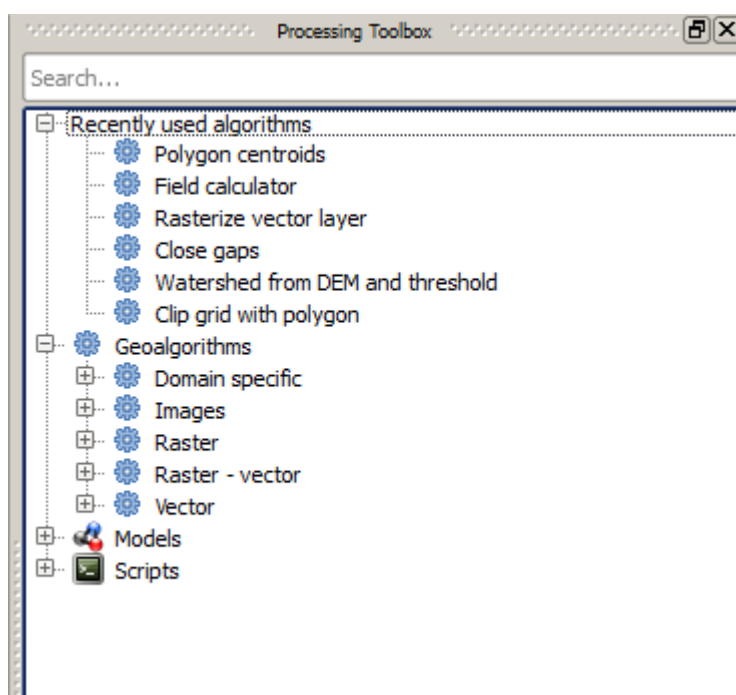 Processing Toolbox
Search...
Recently used algorithms
Polygon centroids
Field calculator
Rasterize vector layer
Close gaps
Watershed from DEM and threshold
Clip grid with polygon
Geoalgorithms
Domain specific
Images
Raster
Raster - vector
Vector
Models
Scripts